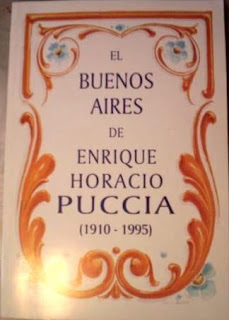 EL
BUENOS
AIRES
DE
ENRIQUE
HORACIO
PUCCIA
(1910 - 1995)